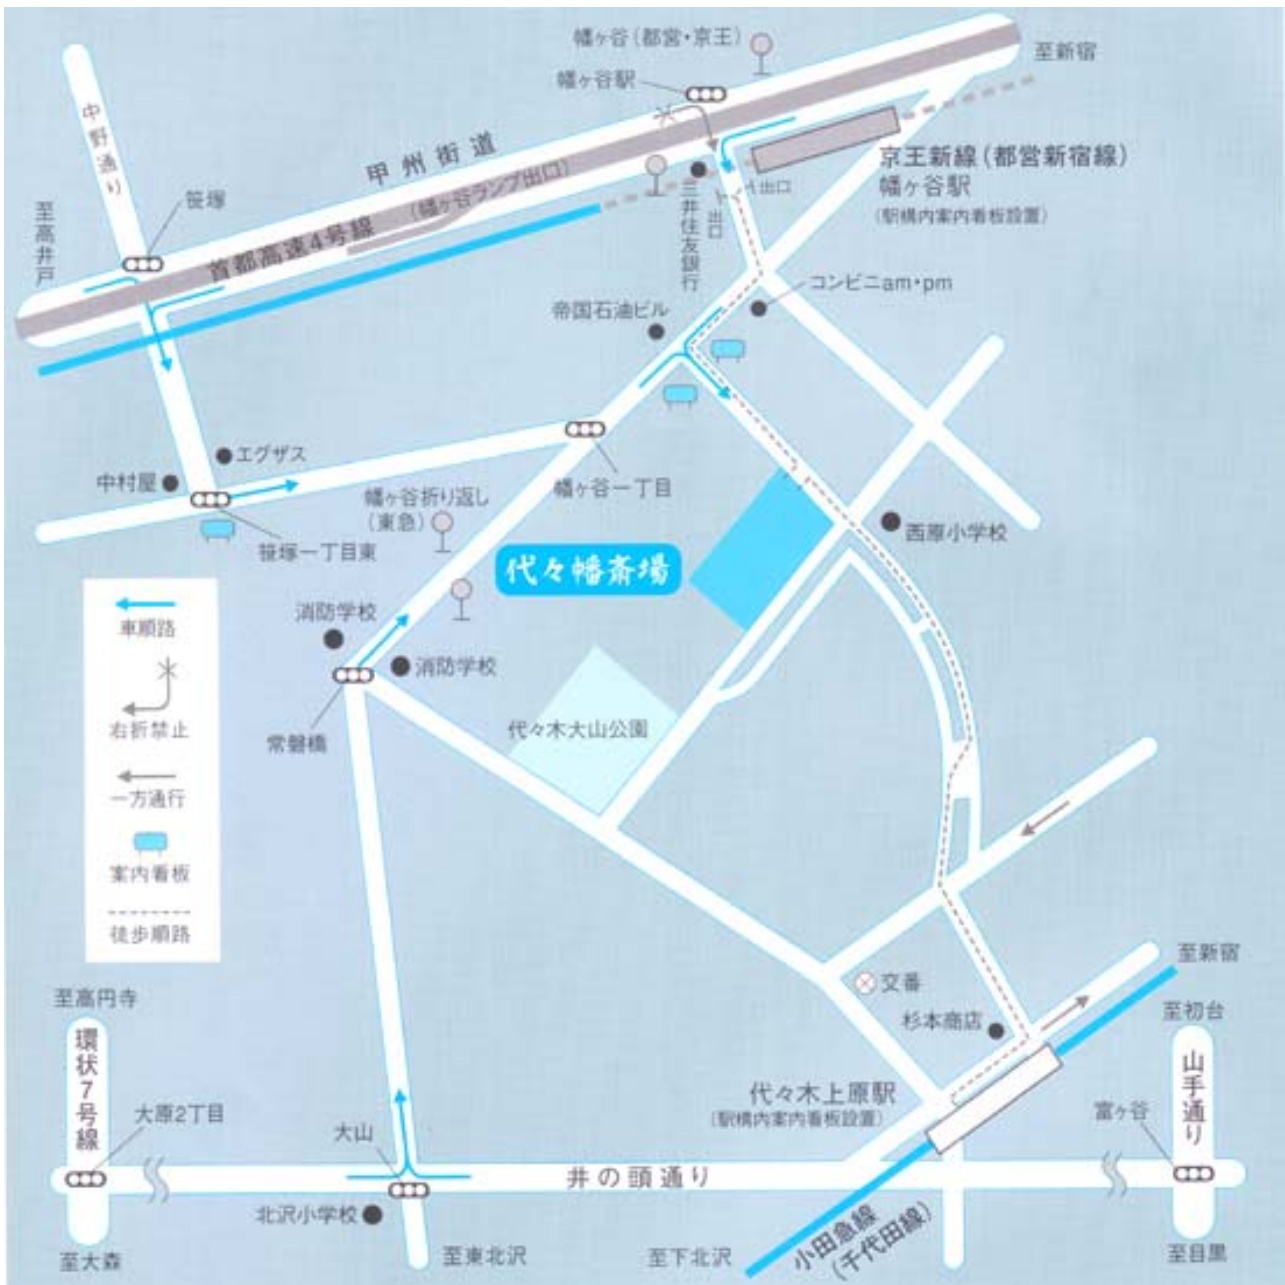 幡ヶ谷(都営・京王)
至新宿
幡ヶ谷駅
中野通り
甲州街道
京王新線(都営新宿線)
幡ヶ谷駅
(駅構内案内看板設置)
(幡ヶ谷ランプ出口)
出口
出口
三井住友銀行
笹塚
至高井戸
首都高速4号線
コンビニam・pm
帝国石油ビル
エグザス
中村屋
幡ヶ谷一丁目
幡ヶ谷折り返し
(東急)
西原小学校
笹塚一丁目東
代々幡斎場
消防学校
消防学校
車順路
右折禁止
一方通行
案内看板
徒歩順路
代々木大山公園
常磐橋
至高円寺
環状7号線
大原2丁目
大山
交番
杉本商店
至新宿
至初台
山手通り
代々木上原駅
(駅構内案内看板設置)
富ヶ谷
井の頭通り
北沢小学校
至大森
至東北沢
至下北沢
小田急線
(千代田線)
至目黒